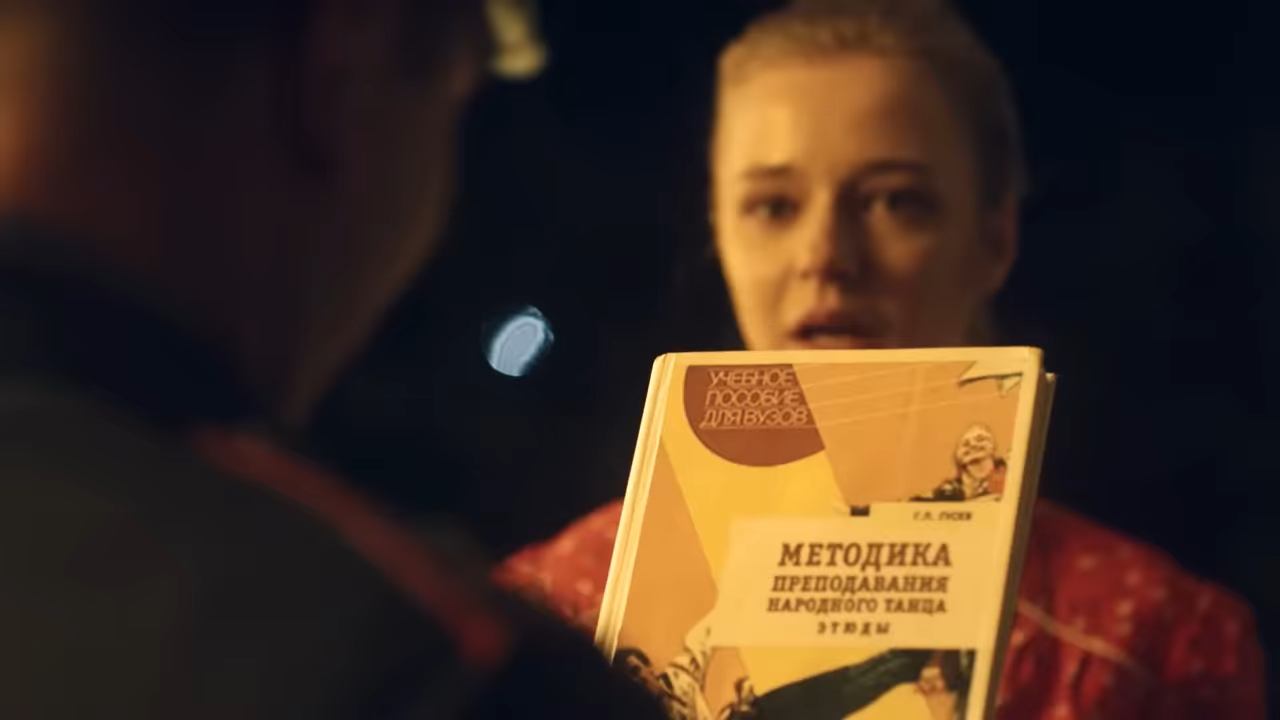 УЧЕБНОЕ
ПОСОБИЕ
ДЛЯ ВУЗОВ
Г.П. ГУСЕВ
МЕТОДИКА
ПРЕПОДАВАНИЯ
НАРОДНОГО ТАНЦА
ЭТЮДЫ